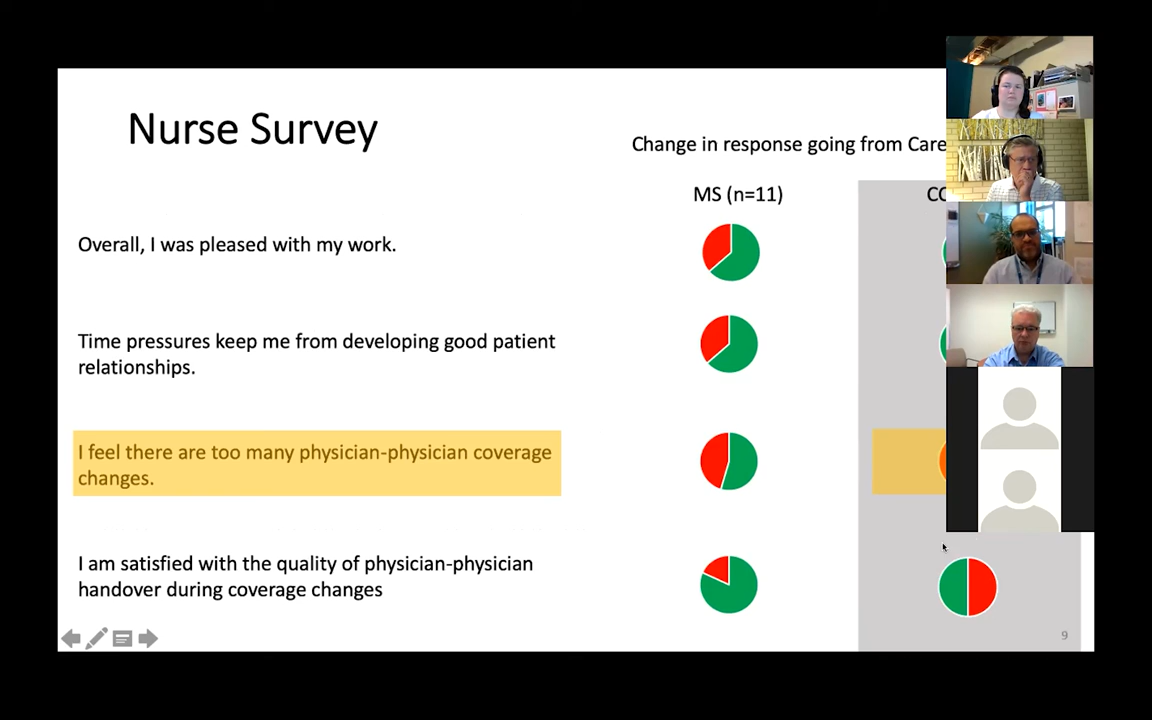 Nurse Survey
Change in response going from Care
MS (n=11)
Overall, I was pleased with my work.
Time pressures keep me from developing good patient
relationships.
I feel there are too many physician-physician coverage
changes.
I am satisfied with the quality of physician-physician
handover during coverage changes
9